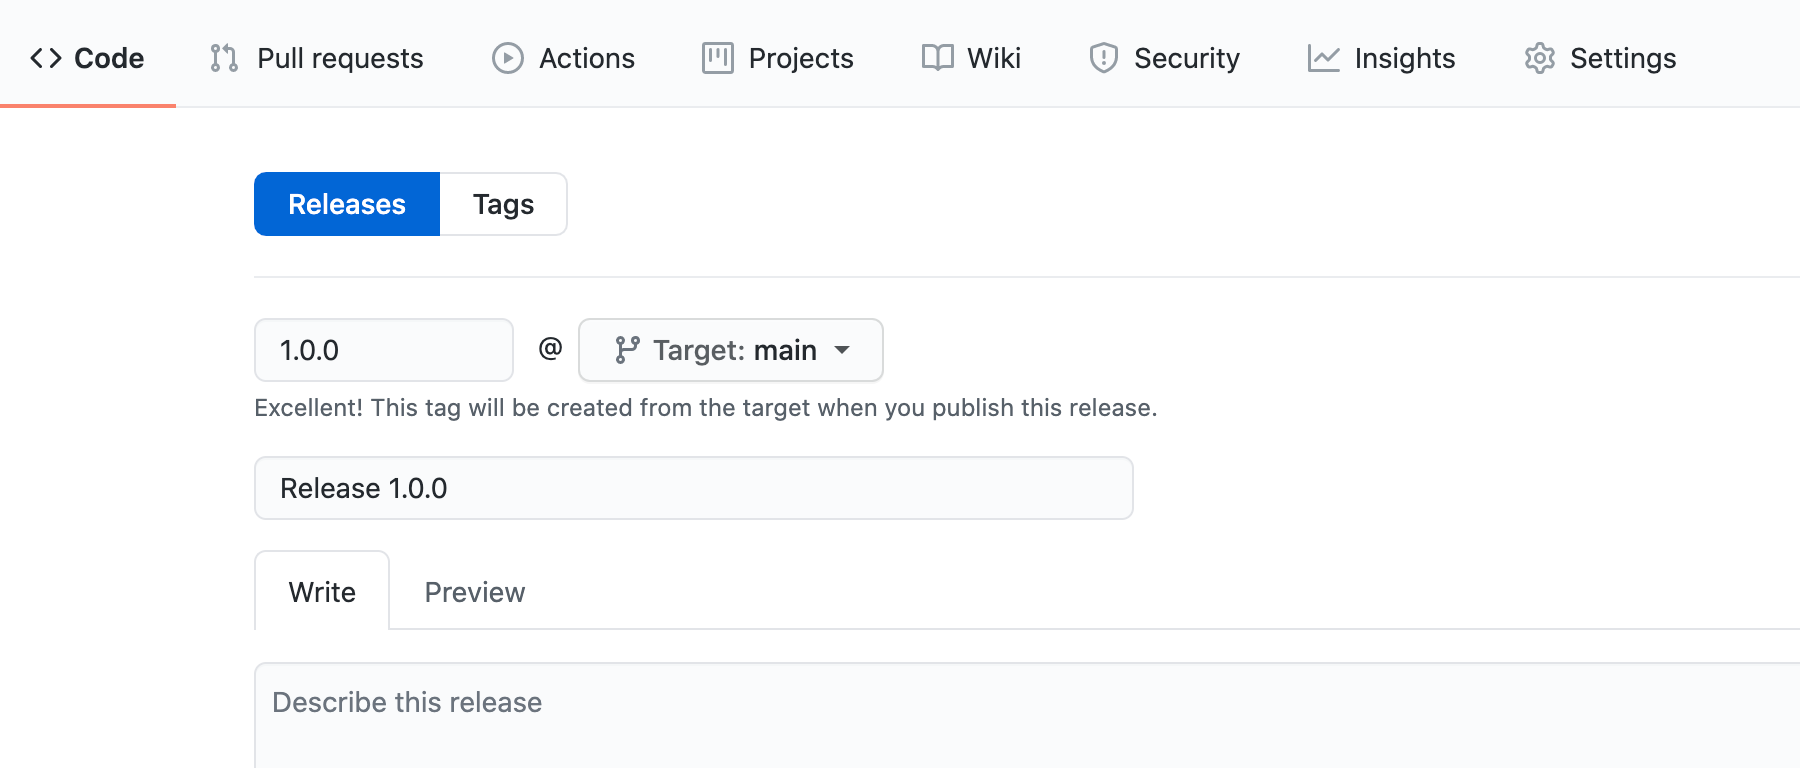 Code Pull requests Actions Projects Wiki Security Insights Settings
Releases Tags
1.0.0 @ Target: main
Excellent! This tag will be created from the target when you publish this release.
Release 1.0.0
Write Preview
Describe this release